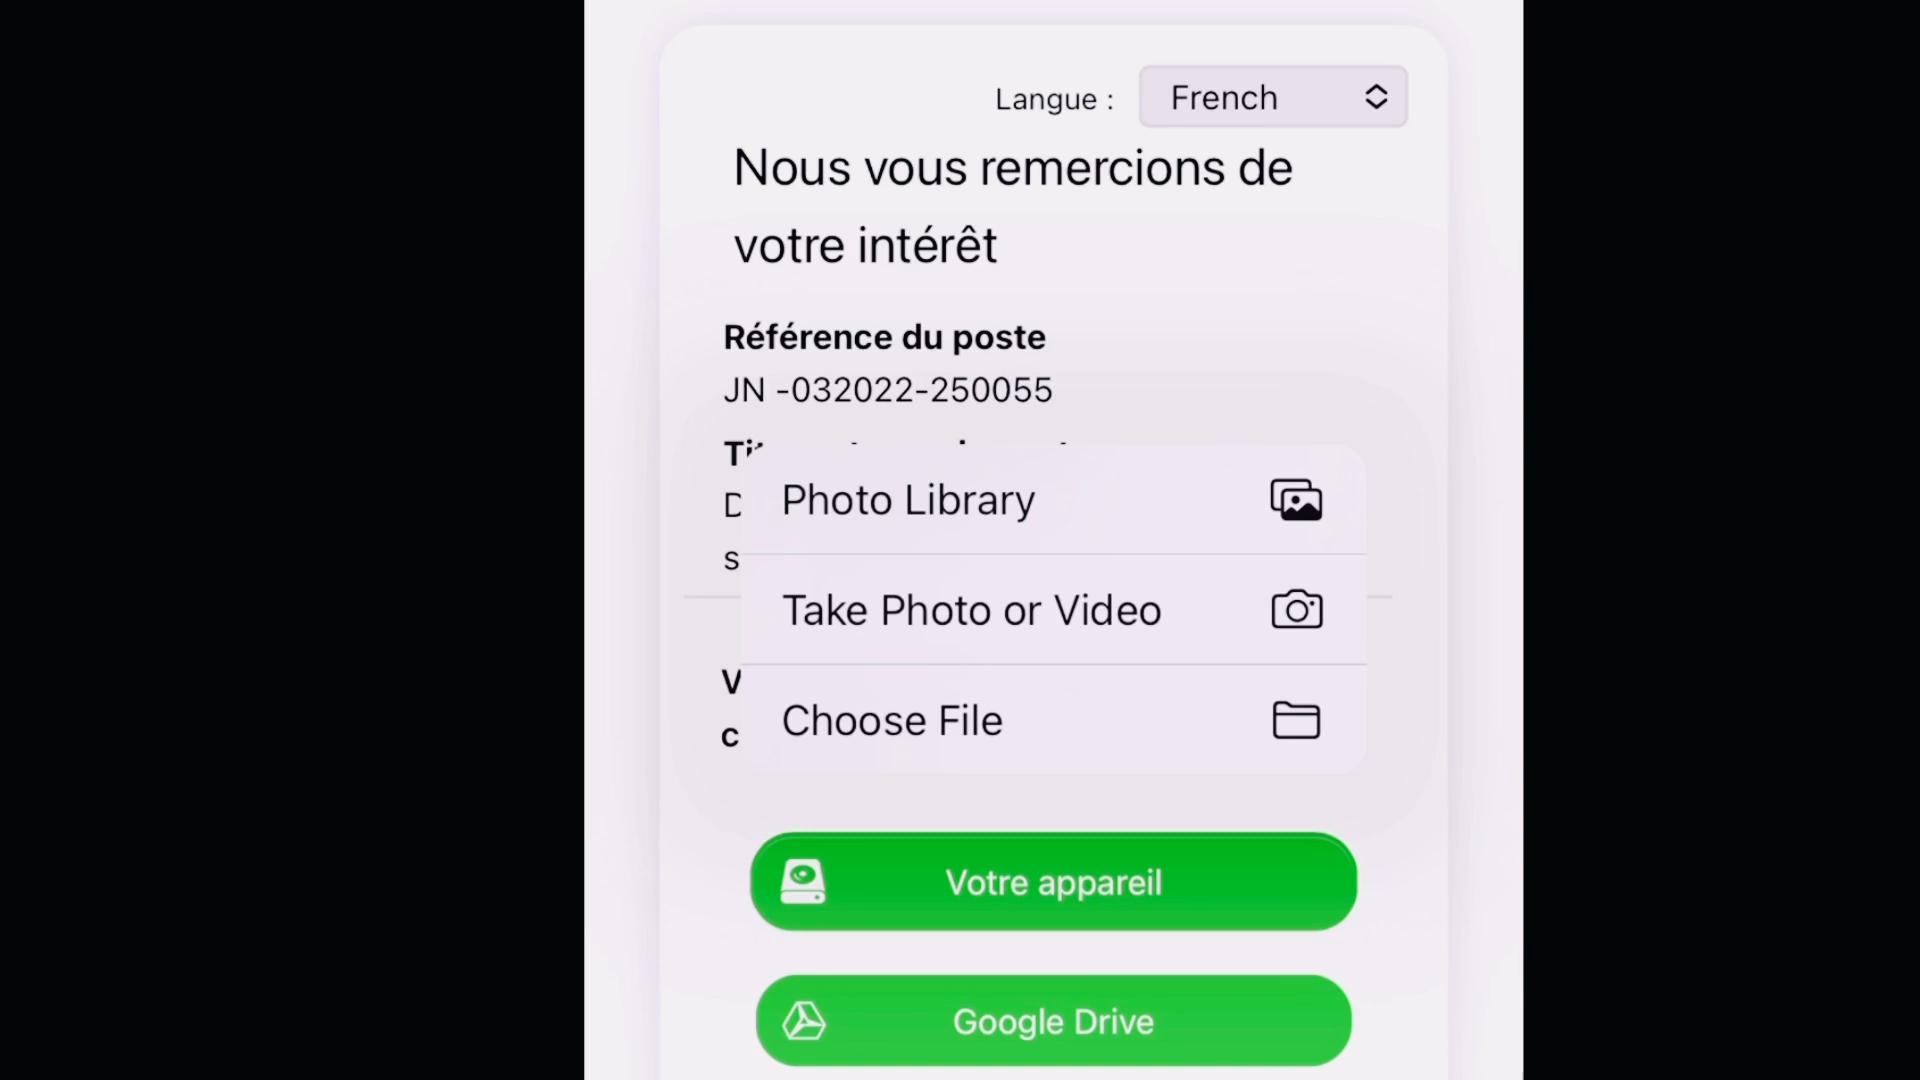 Langue :
French
Nous vous remercions de
votre intérêt
Référence du poste
JN -032022-250055
Photo Library
Take Photo or Video
Choose File
Votre appareil
Google Drive